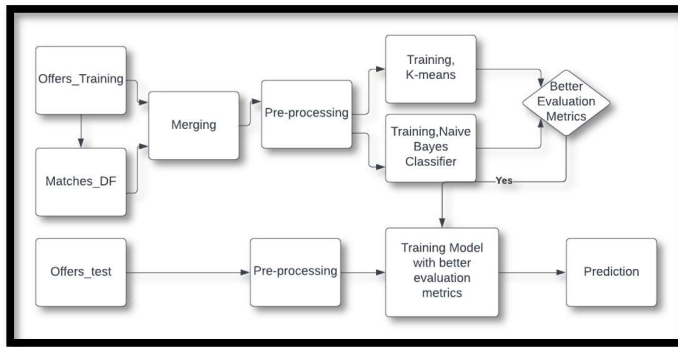 Offers_Training
Matches_DF
Merging
Pre-processing
Training,
K-means
Training,Naive
Bayes
Classifier
Better
Evaluation
Metrics
Yes
Offers_test
Pre-processing
Training Model
with better
evaluation
metrics
Prediction